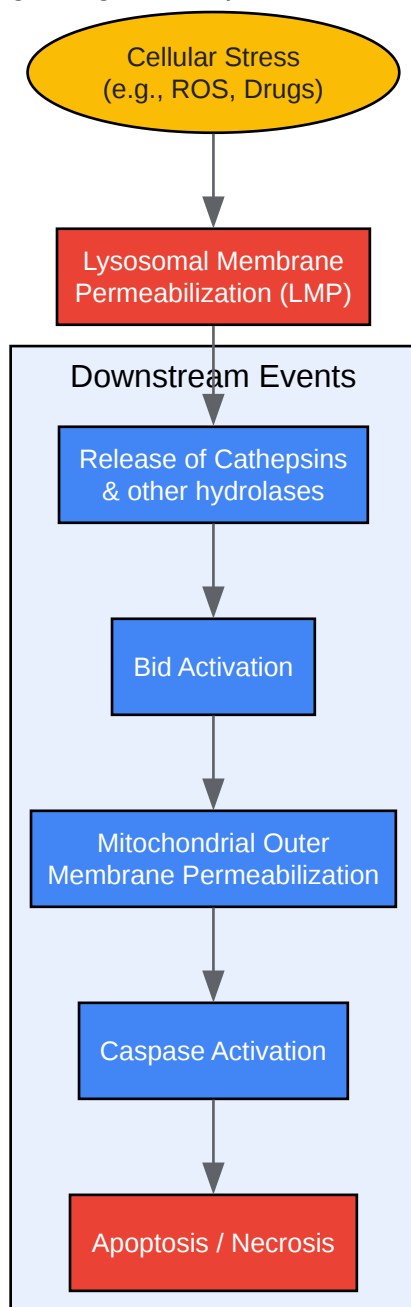 Cellular Stress
(e.g., ROS, Drugs)
Lysosomal Membrane
Permeabilization (LMP)
Downstream Events
Release of Cathepsins
& other hydrolases
Bid Activation
Mitochondrial Outer
Membrane Permeabilization
Caspase Activation
Apoptosis / Necrosis